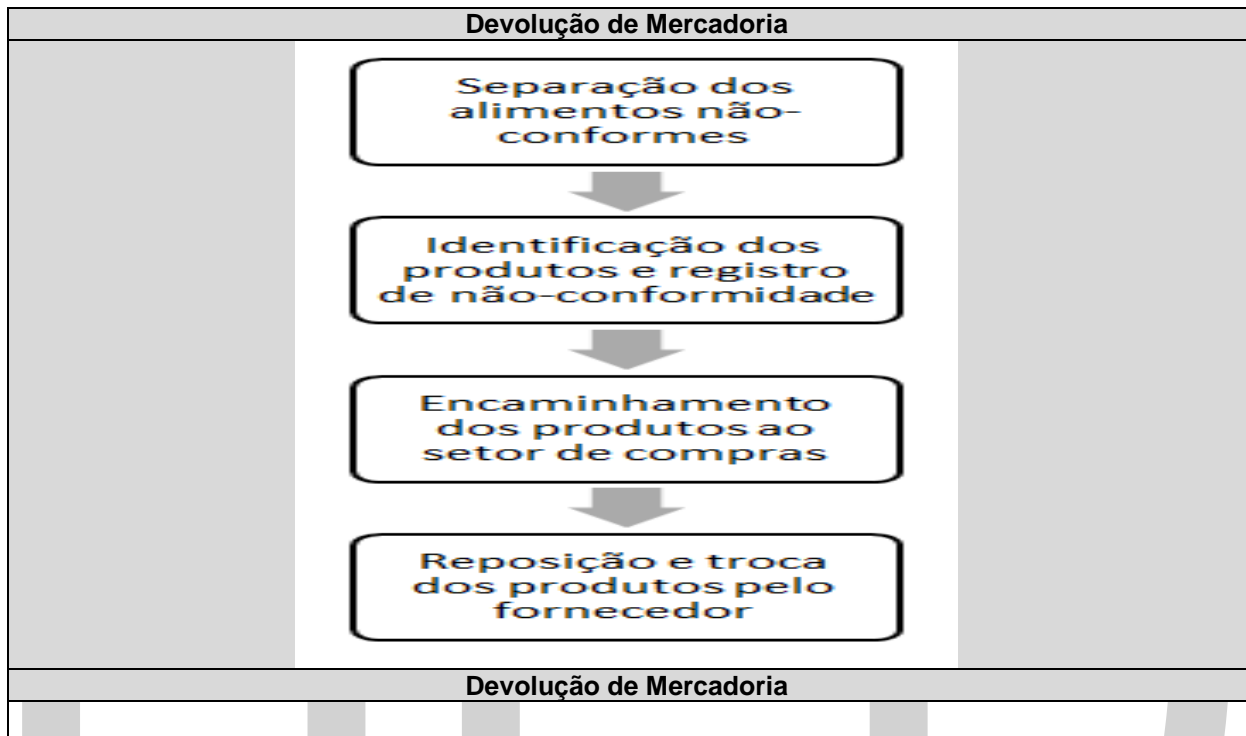 Devolução de Mercadoria
Separação dos
alimentos não-
conformes
Identificação dos
produtos e registro
de não-conformidade
Encaminhamento
dos produtos ao
setor de compras
Reposição e troca
dos produtos pelo
fornecedor
Devolução de Mercadoria